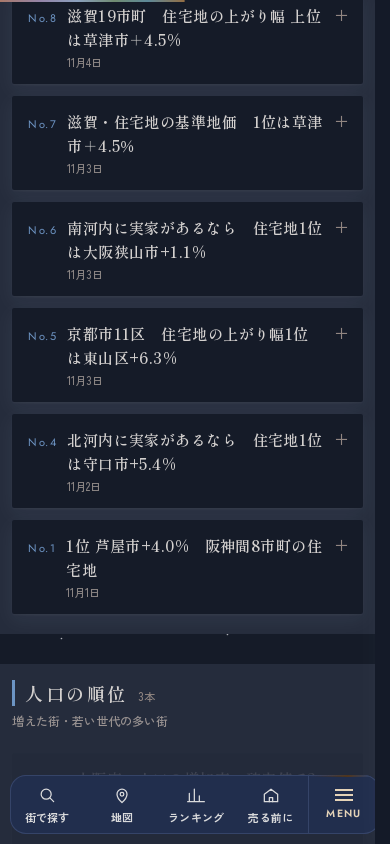 No.8
滋賀19市町　住宅地の上がり幅 上位
は草津市＋4.5％
11月4日
No.7
滋賀・住宅地の基準地価　1位は草津
市＋4.5%
11月3日
No.6
南河内に実家があるなら　住宅地1位
は大阪狭山市+1.1％
11月3日
No.5
京都市11区　住宅地の上がり幅1位
は東山区+6.3％
11月3日
No.4
北河内に実家があるなら　住宅地1位
は守口市+5.4％
11月2日
No.1
1位 芦屋市+4.0％　阪神間8市町の住
宅地
11月1日
人口の順位 3本
増えた街・若い世代の多い街
街で探す
地図
ランキング
売る前に
MENU